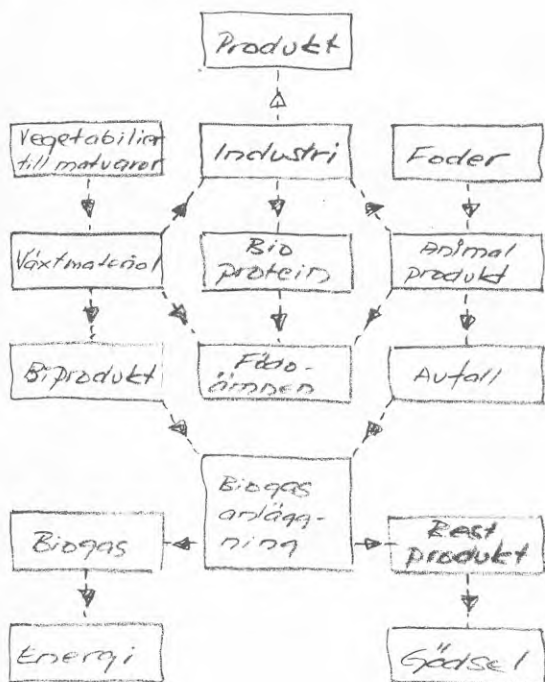 Produkt
Vegetabilier
till matvaror
Industri
Foder
Växtmaterial
Bio
protein
Animal
produkt
Biprodukt
Födo-
ämnen
Avfall
Biogas
anlägg-
ning
Biogas
Rest
produkt
Energi
Gödsel